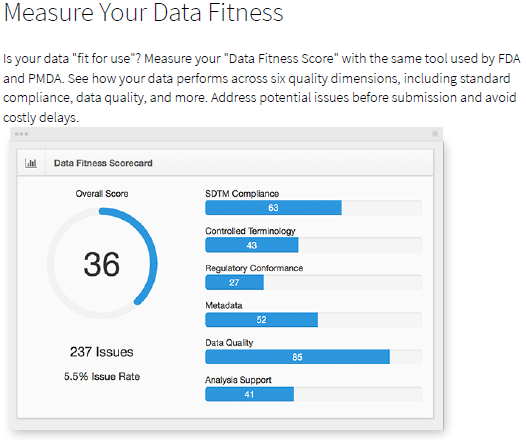 Measure Your Data Fitness
Is your data "fit for use"? Measure your "Data Fitness Score" with the same tool used by FDA
and PMDA. See how your data performs across six quality dimensions, including standard
compliance, data quality, and more. Address potential issues before submission and avoid
costly delays.
Data Fitness Scorecard
Overall Score
36
237 Issues
5.5% Issue Rate
SDTM Compliance
63
Controlled Terminology
43
Regulatory Conformance
27
Metadata
52
Data Quality
85
Analysis Support
41